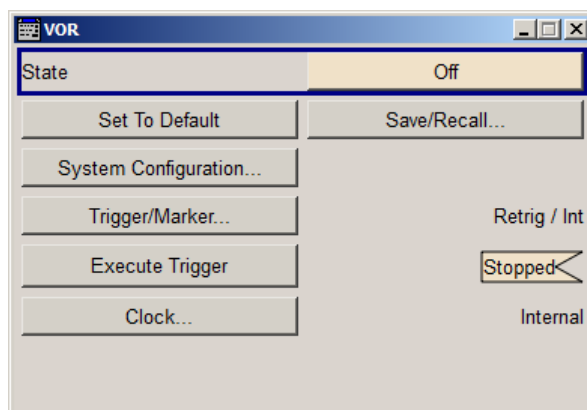 VOR
State Off
Set To Default Save/Recall...
System Configuration...
Trigger/Marker... Retrig / Int
Execute Trigger Stopped
Clock... Internal